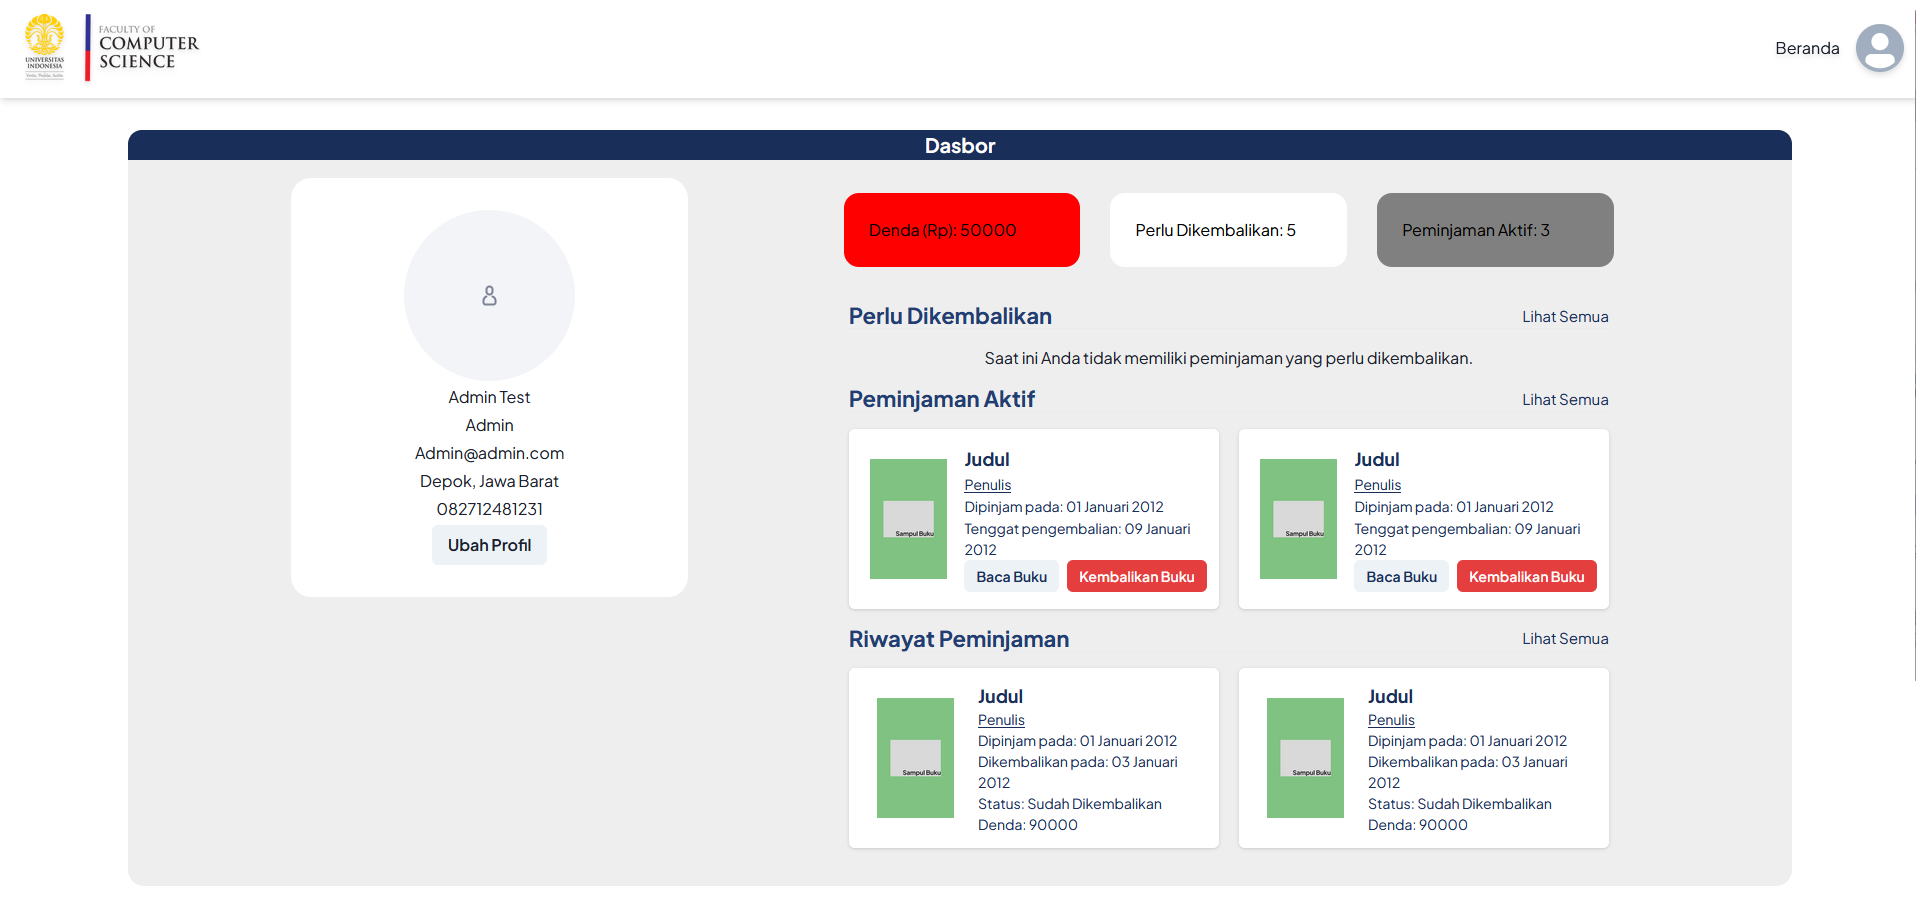 UNIVERSITAS
INDONESIA
Veritas, Probitas, Iustitia
FACULTY OF
COMPUTER
SCIENCE
Beranda
Dasbor
Admin Test
Admin
Admin@admin.com
Depok, Jawa Barat
082712481231
Ubah Profil
Denda (Rp): 50000
Perlu Dikembalikan: 5
Peminjaman Aktif: 3
Perlu Dikembalikan
Lihat Semua
Saat ini Anda tidak memiliki peminjaman yang perlu dikembalikan.
Peminjaman Aktif
Lihat Semua
Sampul Buku
Judul
Penulis
Dipinjam pada: 01 Januari 2012
Tenggat pengembalian: 09 Januari
2012
Baca Buku
Kembalikan Buku
Sampul Buku
Judul
Penulis
Dipinjam pada: 01 Januari 2012
Tenggat pengembalian: 09 Januari
2012
Baca Buku
Kembalikan Buku
Riwayat Peminjaman
Lihat Semua
Sampul Buku
Judul
Penulis
Dipinjam pada: 01 Januari 2012
Dikembalikan pada: 03 Januari
2012
Status: Sudah Dikembalikan
Denda: 90000
Sampul Buku
Judul
Penulis
Dipinjam pada: 01 Januari 2012
Dikembalikan pada: 03 Januari
2012
Status: Sudah Dikembalikan
Denda: 90000